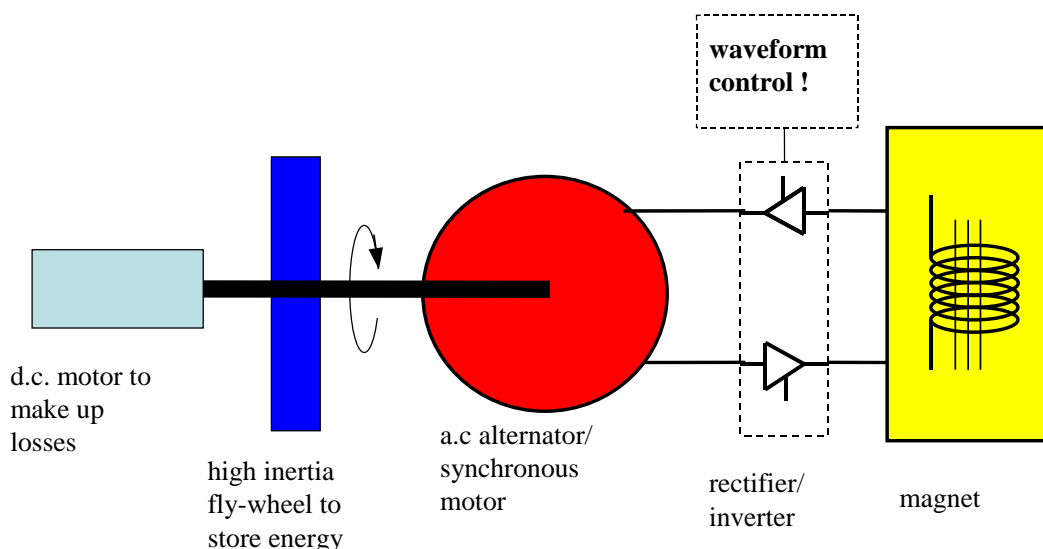 waveform
control !
d.c. motor to
make up
losses
high inertia
fly-wheel to
store energy
a.c alternator/
synchronous
motor
rectifier/
inverter
magnet